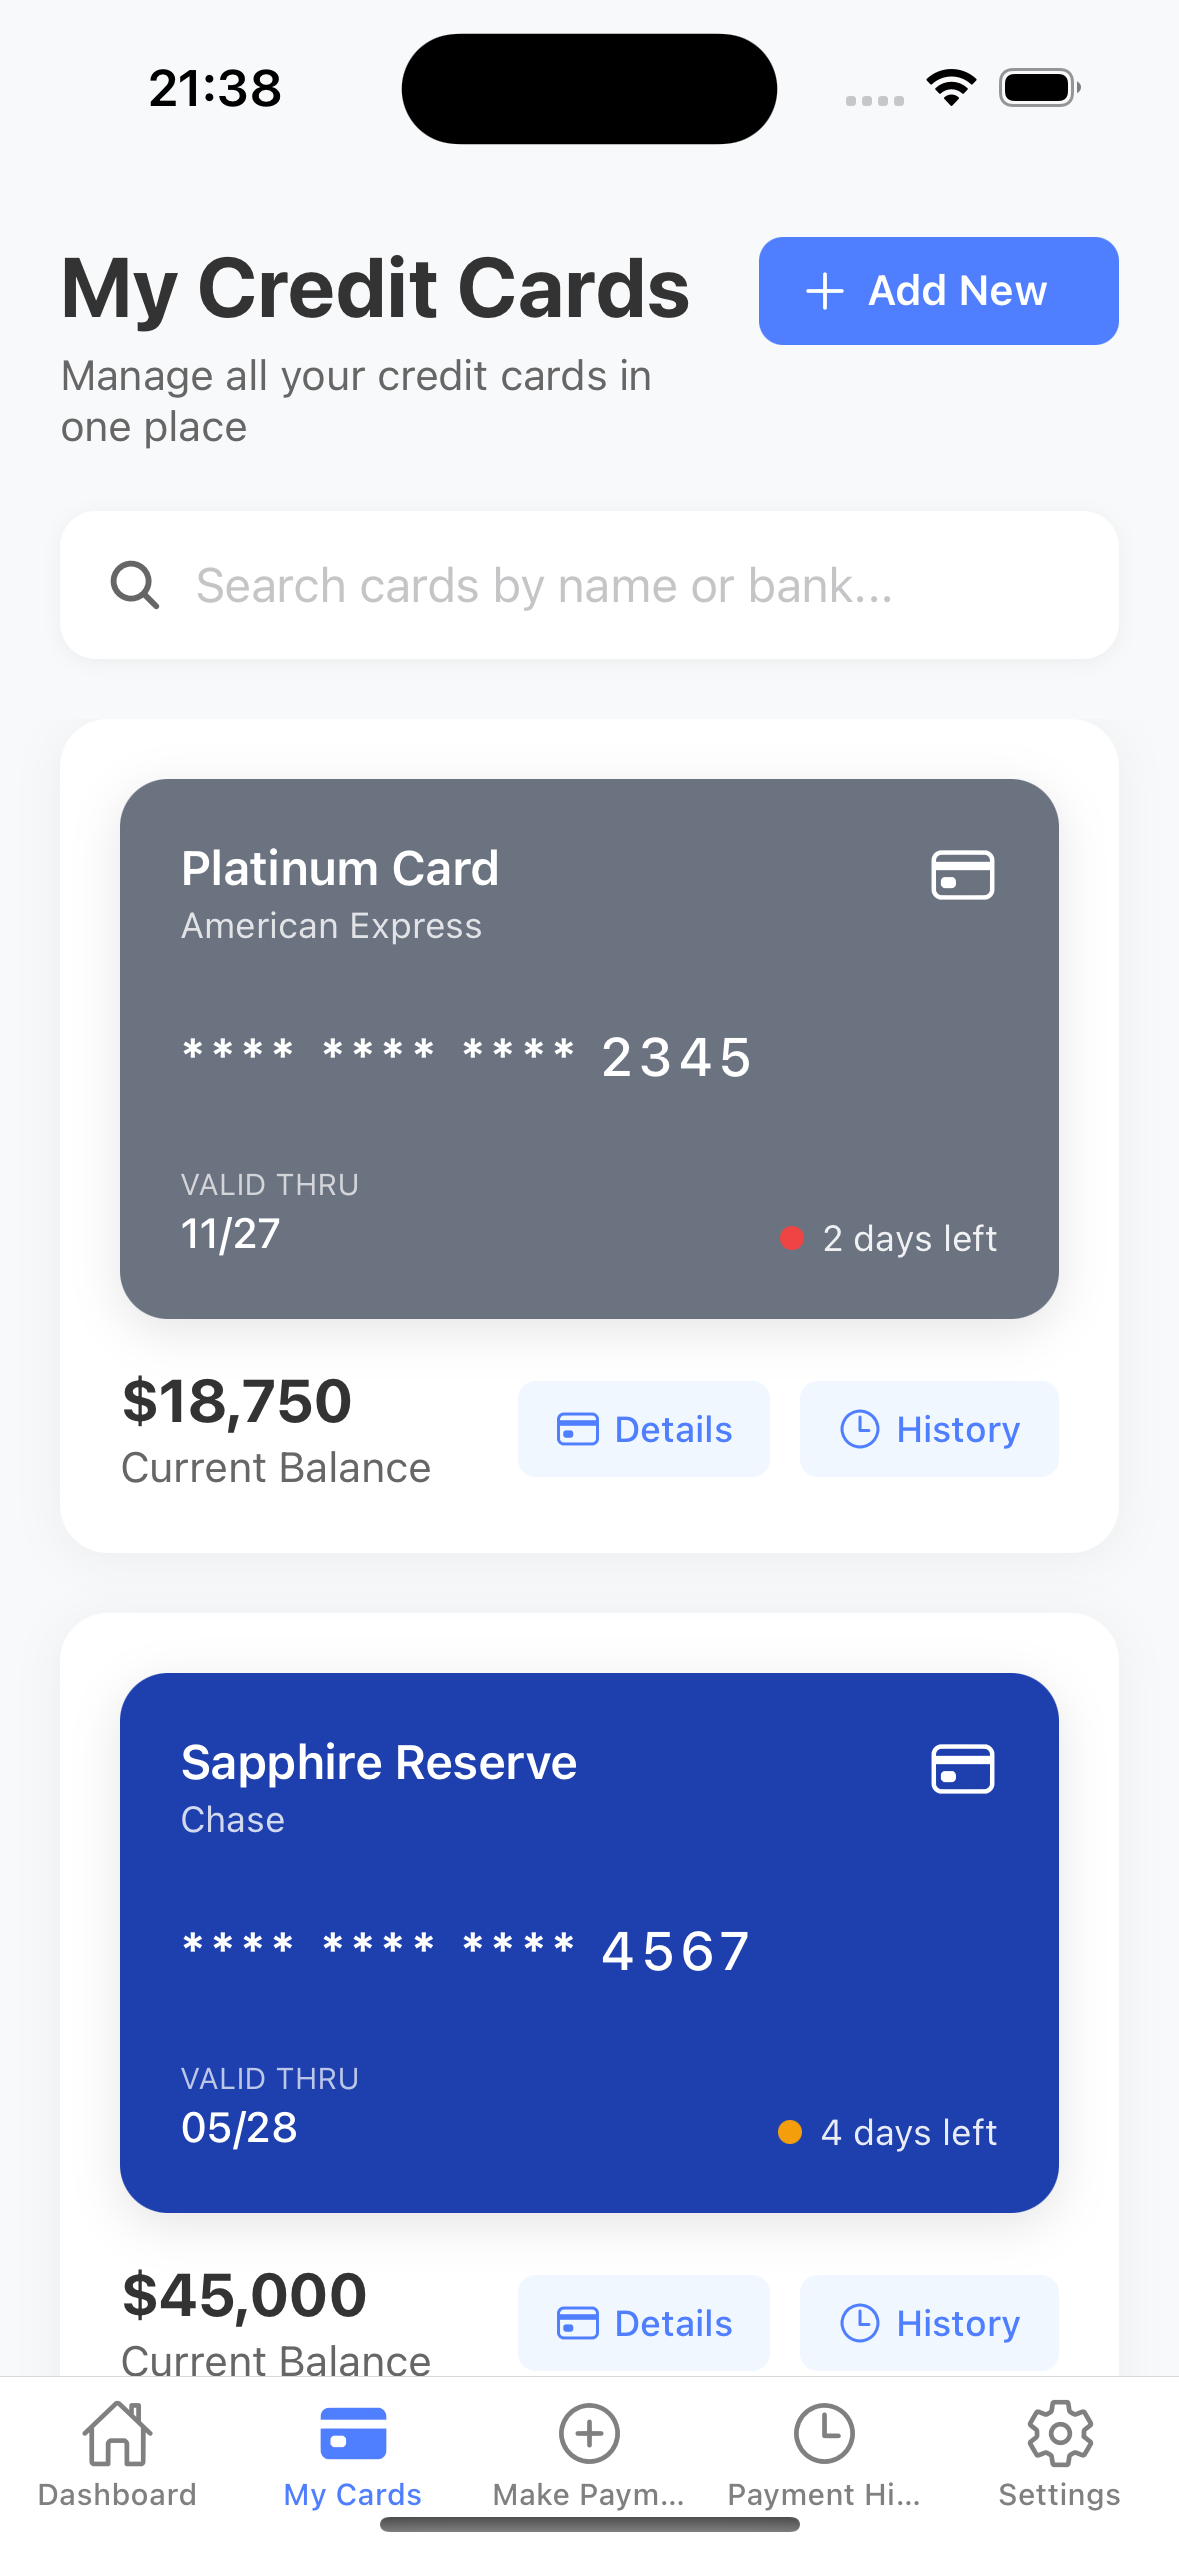 21:38
My Credit Cards
Add New
Manage all your credit cards in
one place
Search cards by name or bank...
Platinum Card
American Express
**** **** **** 2345
VALID THRU
11/27
2 days left
$18,750
Current Balance
Details
History
Sapphire Reserve
Chase
**** **** **** 4567
VALID THRU
05/28
4 days left
$45,000
Current Balance
Details
History
Dashboard
My Cards
Make Paym...
Payment Hi...
Settings